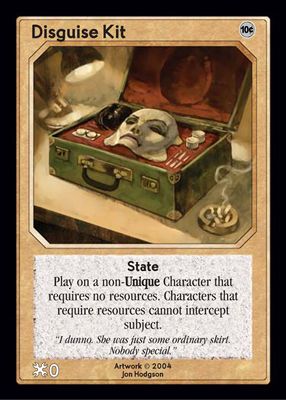 Disguise Kit
10¢
State
Play on a non-Unique Character that
requires no resources. Characters that
require resources cannot intercept
subject.
"I dunno. She was just some ordinary skirt.
Nobody special."
0
Artwork © 2004
Jon Hodgson